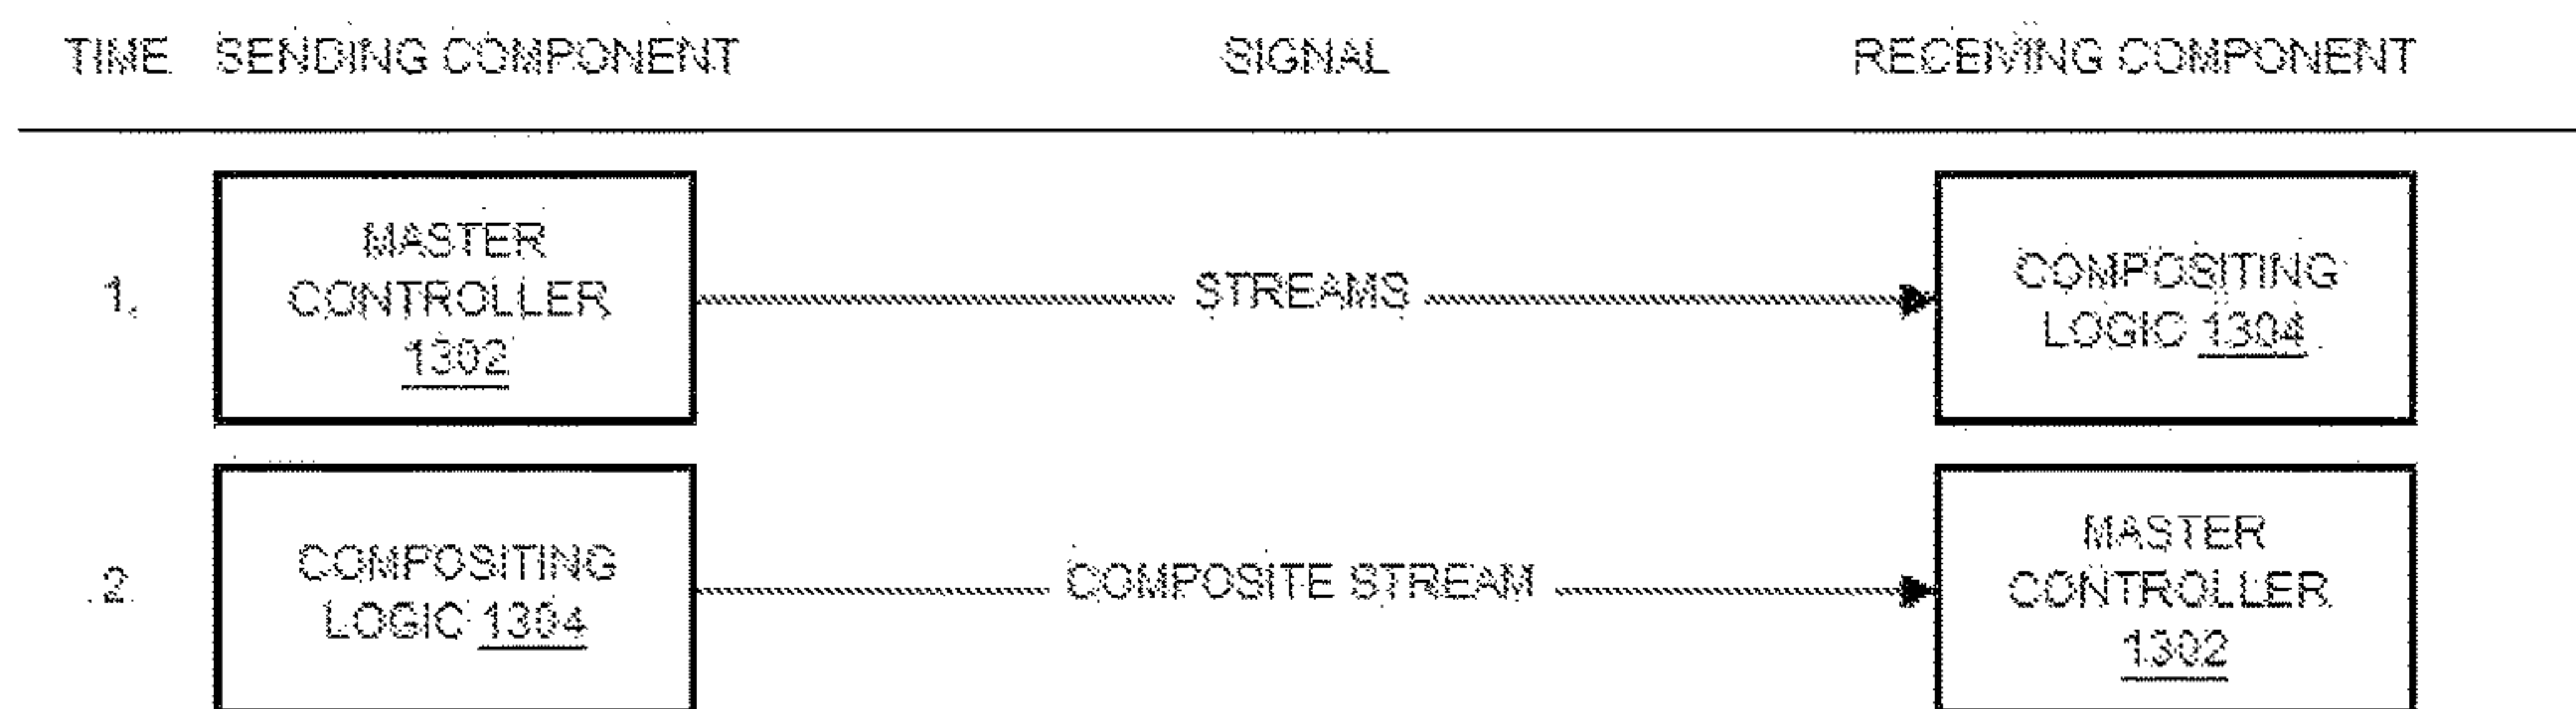 TIME SENDING COMPONENT SIGNAL RECEIVING COMPONENT
1.
MASTER
CONTROLLER
1302
STREAMS
COMPOSITING
LOGIC 1304
2
COMPOSITING
LOGIC 1304
COMPOSITE STREAM
MASTER
CONTROLLER
1302